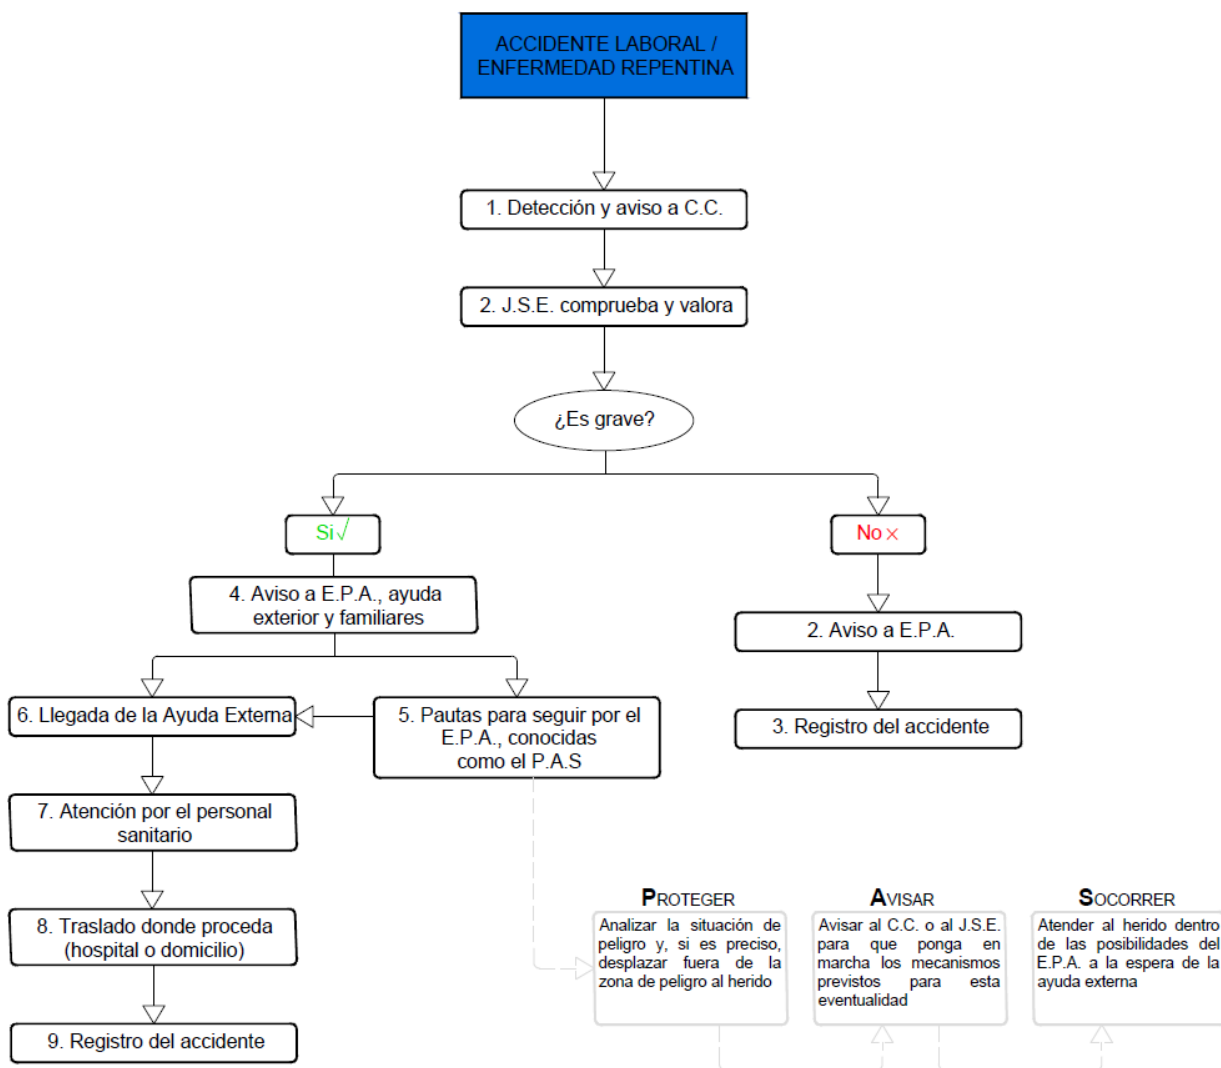 ACCIDENTE LABORAL /
ENFERMEDAD REPENTINA
1. Detección y aviso a C.C.
2. J.S.E. comprueba y valora
¿Es grave?
Si√
No×
4. Aviso a E.P.A., ayuda
exterior y familiares
2. Aviso a E.P.A.
6. Llegada de la Ayuda Externa
5. Pautas para seguir por el
E.P.A., conocidas
como el P.A.S
3. Registro del accidente
7. Atención por el personal
sanitario
8. Traslado donde proceda
(hospital o domicilio)
9. Registro del accidente
PROTEGER
Analizar la situación de
peligro y, si es preciso,
desplazar fuera de la
zona de peligro al herido
AVISAR
Avisar al C.C. o al J.S.E.
para que ponga en
marcha los mecanismos
previstos para esta
eventualidad
SOCORRER
Atender al herido dentro
de las posibilidades del
E.P.A. a la espera de la
ayuda externa